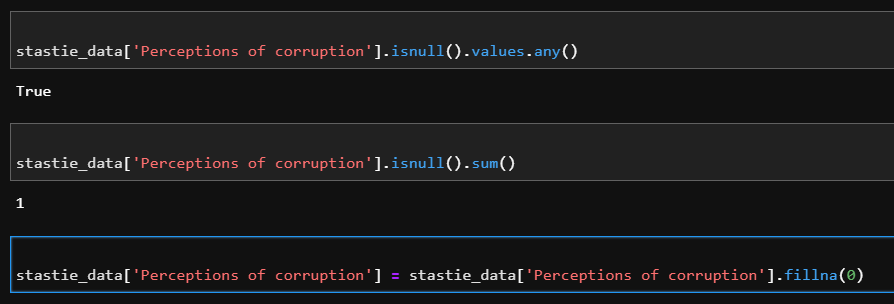 stastie_data['Perceptions of corruption'].isnull().values.any()
True
stastie_data['Perceptions of corruption'].isnull().sum()
1
stastie_data['Perceptions of corruption'] = stastie_data['Perceptions of corruption'].fillna(0)